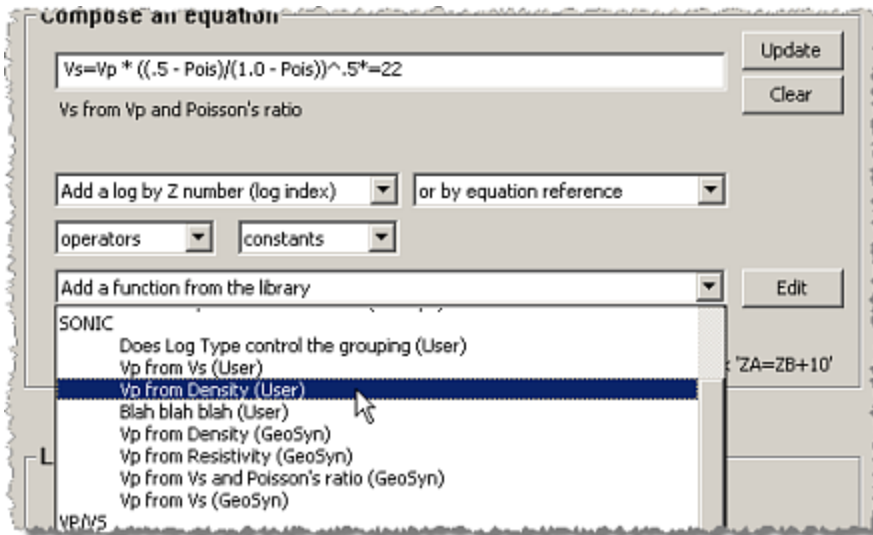 Compose an equation
Vs=Vp * ((.5 - Pois)/(1.0 - Pois))^.5*=22
Update
Vs from Vp and Poisson's ratio
Clear
Add a log by Z number (log index)
or by equation reference
operators
constants
Add a function from the library
Edit
SONIC
Does Log Type control the grouping (User)
Vp from Vs (User)
'ZA=ZB+10'
Vp from Density (User)
Blah blah blah (User)
Vp from Density (GeoSyn)
L
Vp from Resistivity (GeoSyn)
Vp from Vs and Poisson's ratio (GeoSyn)
Vp from Vs (GeoSyn)
VP/VS